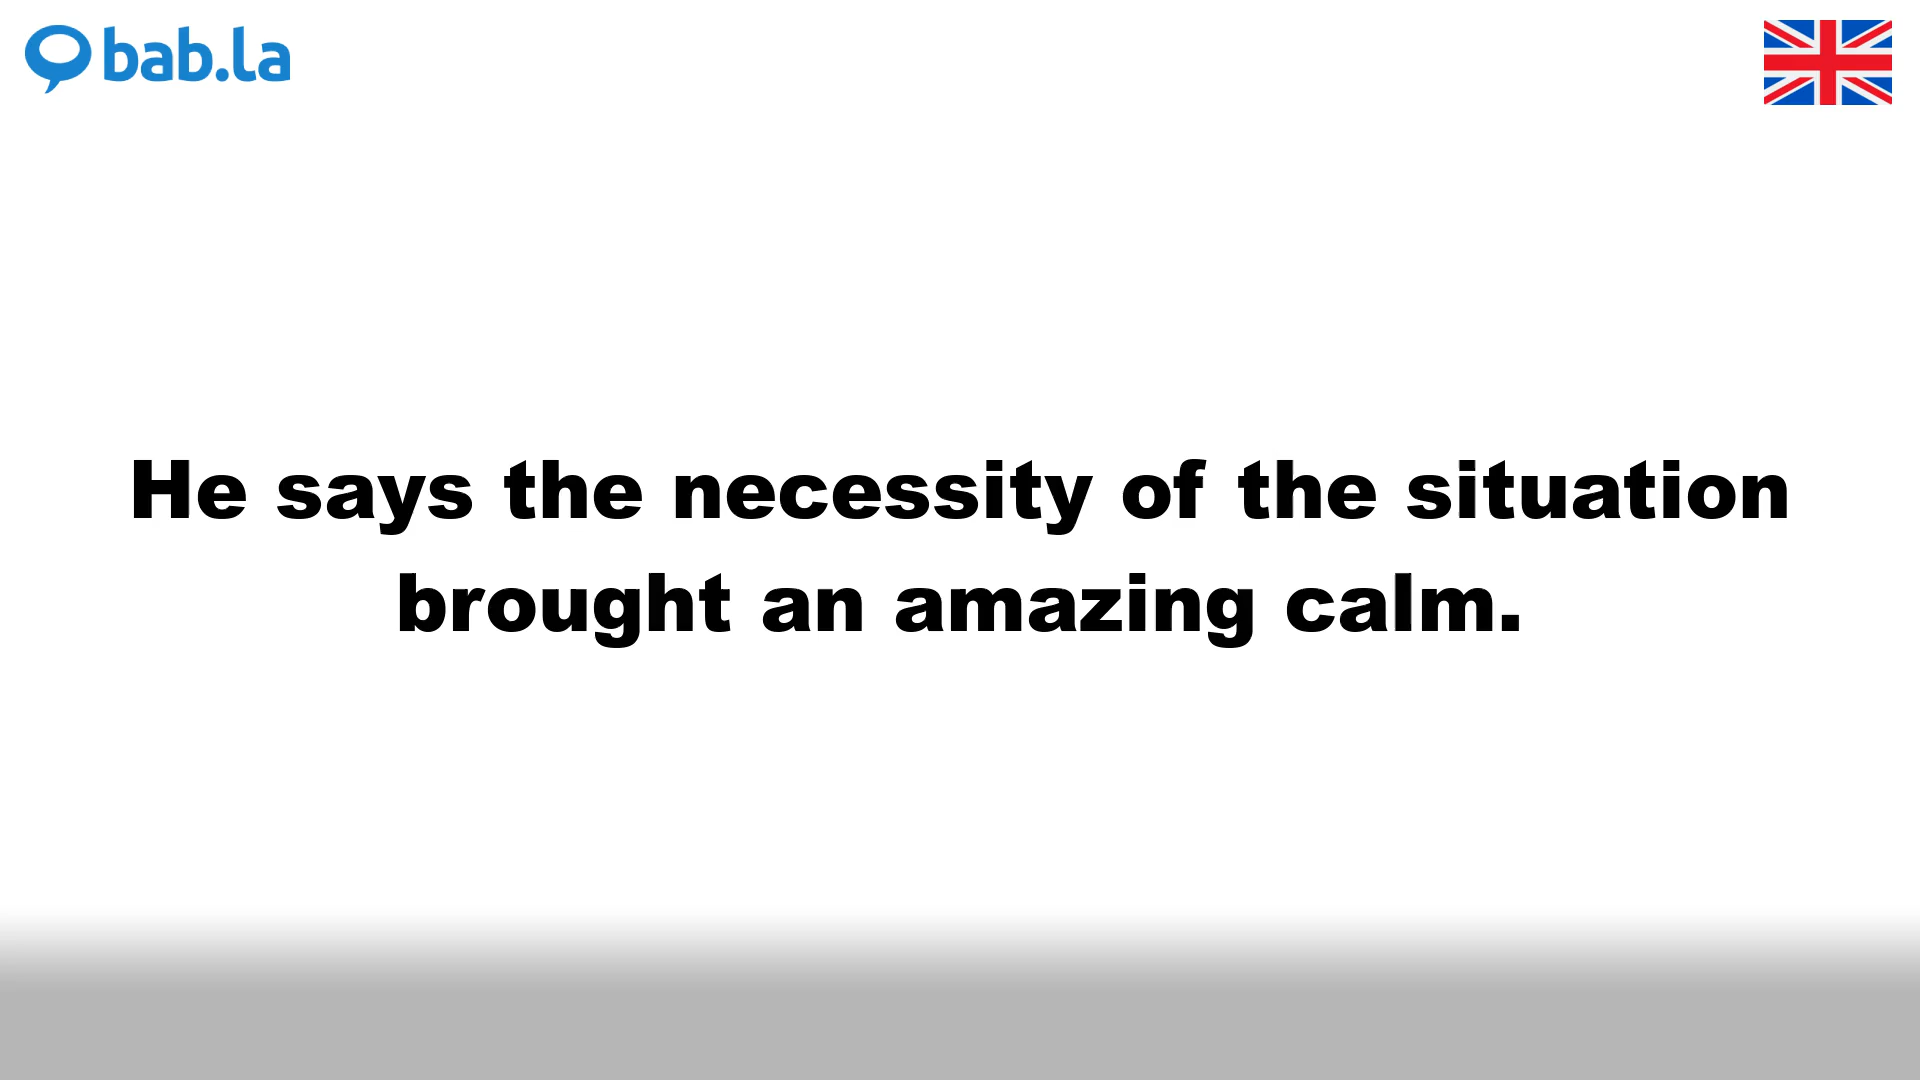 bab.la
He says the necessity of the situation
brought an amazing calm.